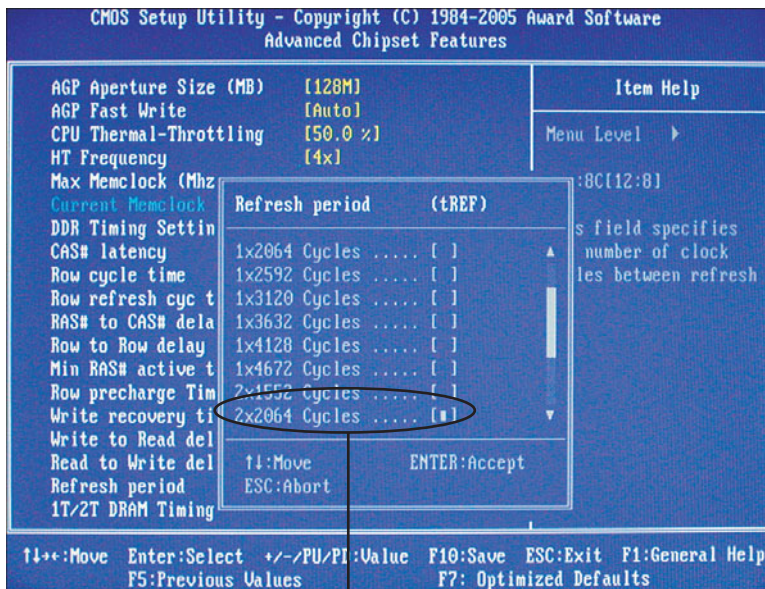 CMOS Setup Utility - Copyright (C) 1984-2005 Award Software
Advanced Chipset Features
AGP Aperture Size (MB) [128M]
AGP Fast Write [Auto]
CPU Thermal-Throttling [50.0 %]
HT Frequency [4x]
Max Memclock (Mhz
Current Memclock
DDR Timing Settin
CAS# latency
Row cycle time
Row refresh cyc t
RAS# to CAS# dela
Row to Row delay
Min RAS# active t
Row precharge Tim
Write recovery ti
Write to Read del
Read to Write del
Refresh period
1T/2T DRAM Timing
Refresh period (tREF)
1x2064 Cycles ..... [ ]
1x2592 Cycles ..... [ ]
1x3120 Cycles ..... [ ]
1x3632 Cycles ..... [ ]
1x4128 Cycles ..... [ ]
1x4672 Cycles ..... [ ]
2x1552 Cycles ..... [ ]
2x2064 Cycles ..... [■]
↑↓:Move ENTER:Accept
ESC:Abort
Item Help
Menu Level ▶
:8C[12:8]
s field specifies
number of clock
les between refresh
↑↓→←:Move Enter:Select +/-/PU/PD:Value F10:Save ESC:Exit F1:General Help
F5:Previous Values F7: Optimized Defaults